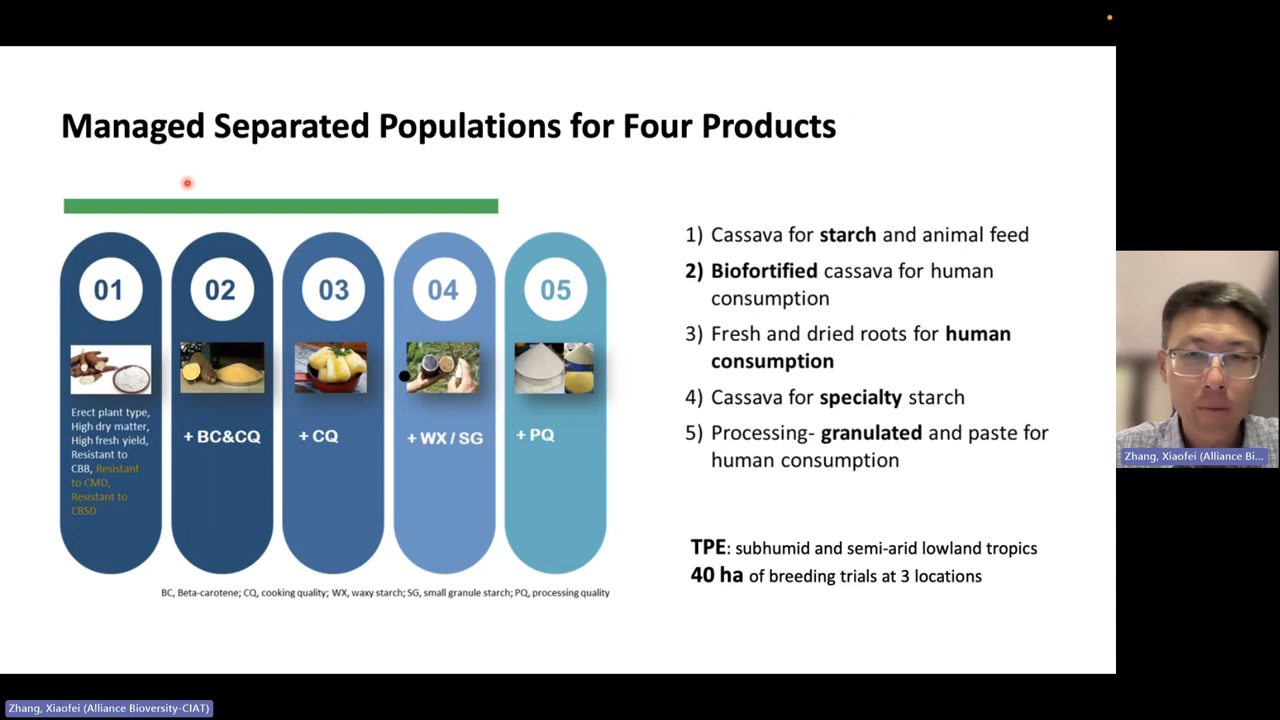 Managed Separated Populations for Four Products
01
02
03
04
05
Erect plant type,
High dry matter,
High fresh yield,
Resistant to
CBB, Resistant
to CMD,
Resistant to
CBSD
+ BC&CQ
+ CQ
+ WX / SG
+ PQ
BC, Beta-carotene; CQ, cooking quality; WX, waxy starch; SG, small granule starch; PQ, processing quality
1) Cassava for starch and animal feed
2) Biofortified cassava for human
consumption
3) Fresh and dried roots for human
consumption
4) Cassava for specialty starch
5) Processing- granulated and paste for
human consumption
TPE: subhumid and semi-arid lowland tropics
40 ha of breeding trials at 3 locations
Zhang, Xiaofei (Alliance Bi...
Zhang, Xiaofei (Alliance Bioversity-CIAT)